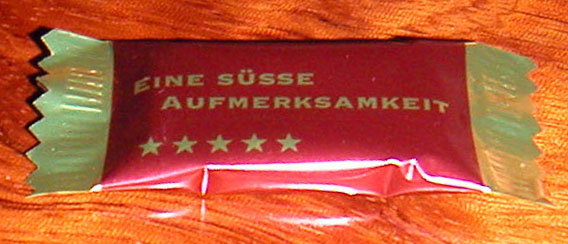 EINE SÜSSE
AUFMERKSAMKEIT
★★★★★